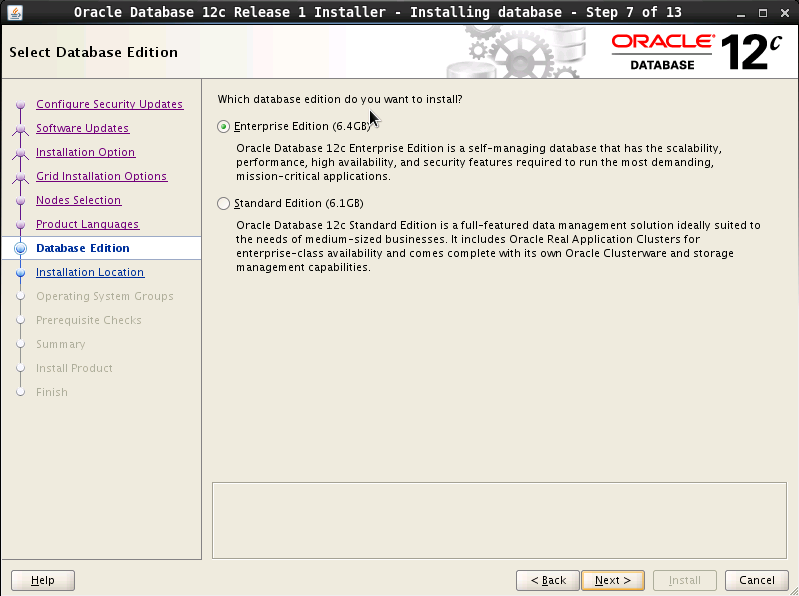 Oracle Database 12c Release 1 Installer - Installing database - Step 7 of 13
Select Database Edition
ORACLE®
DATABASE
12c
Configure Security Updates
Software Updates
Installation Option
Grid Installation Options
Nodes Selection
Product Languages
Database Edition
Installation Location
Operating System Groups
Prerequisite Checks
Summary
Install Product
Finish
Which database edition do you want to install?
Enterprise Edition (6.4GB)
Oracle Database 12c Enterprise Edition is a self-managing database that has the scalability,
performance, high availability, and security features required to run the most demanding,
mission-critical applications.
Standard Edition (6.1GB)
Oracle Database 12c Standard Edition is a full-featured data management solution ideally suited to
the needs of medium-sized businesses. It includes Oracle Real Application Clusters for
enterprise-class availability and comes complete with its own Oracle Clusterware and storage
management capabilities.
Help
< Back
Next >
Install
Cancel